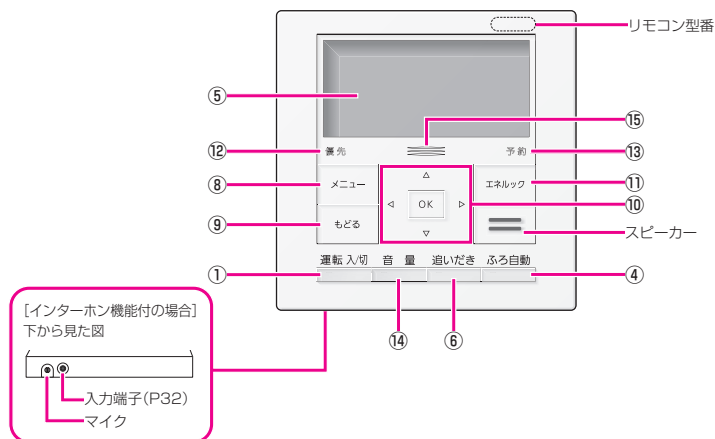 リモコン型番
⑤
⑮
⑫
優先
予約
⑬
⑧
メニュー
△
エネルック
⑪
◁
OK
▷
⑩
⑨
もどる
▽
スピーカー
①
運転 入/切
音 量
追いだき
ふろ自動
④
⑭
⑥
[インターホン機能付の場合]
下から見た図
入力端子(P32)
マイク